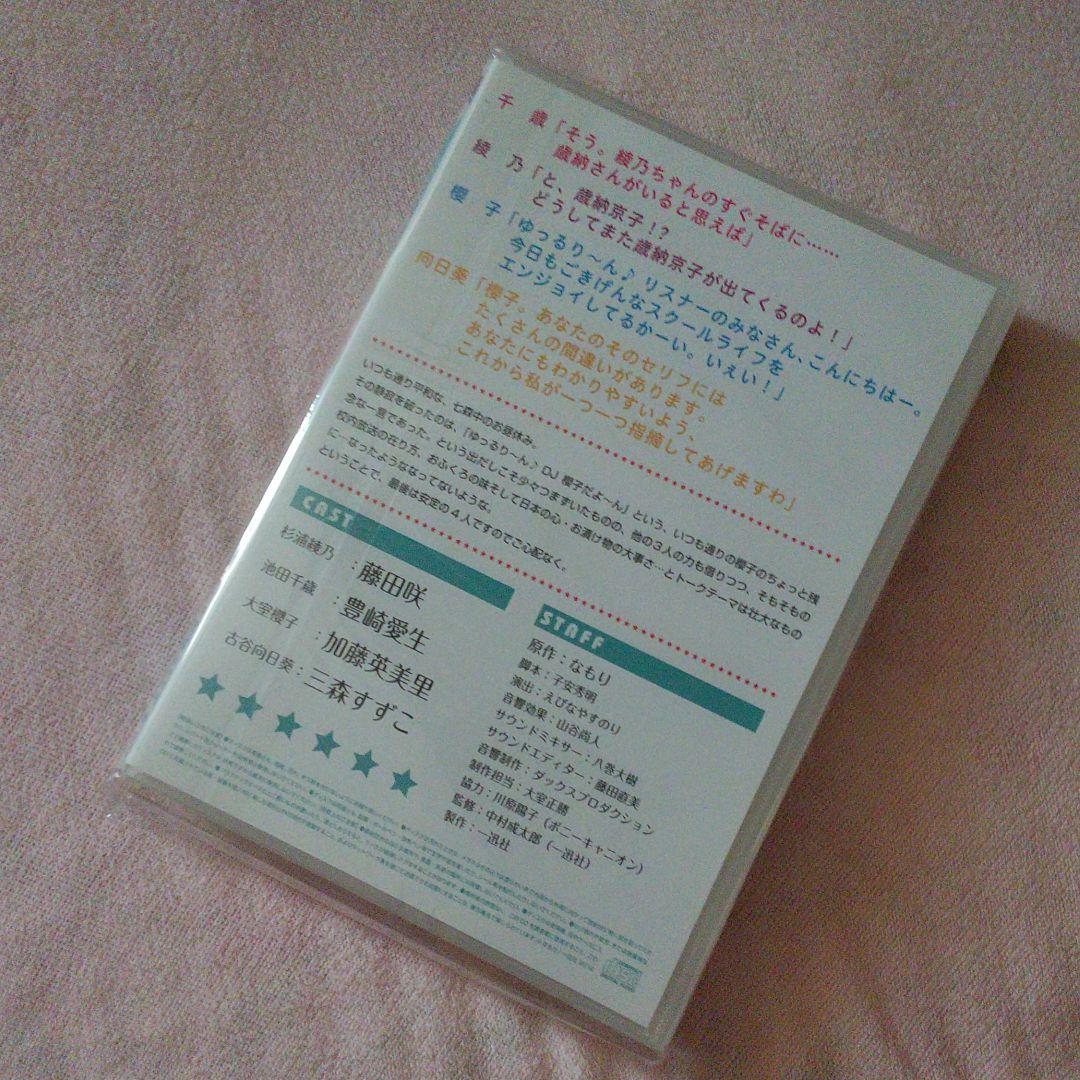 千　歳「そう。綾乃ちゃんのすぐそばに……
歳納さんがいると思えば」
綾　乃「と、歳納京子!?
どうしてまた歳納京子が出てくるのよ！」
櫻　子「ゆっるり〜ん♪ リスナーのみなさん、こんにちはー。
今日もごきげんなスクールライフを
エンジョイしてるかーい。いえい！」
向日葵「櫻子。あなたのそのセリフには
たくさんの間違いがあります。
あなたにもわかりやすいよう、
これから私が一つ一つ指摘してあげますわ」
いつも通り平和な、七森中のお昼休み。
その静寂を破ったのは、「ゆっるり〜ん♪ DJ 櫻子だよ〜ん」という、いつも通りの櫻子のちょっと残
念な一言であった。という出だしこそ少々つまずいたものの、他の3人の力も借りつつ、そもそもの
校内放送の在り方、おふくろの味そして日本の心・お漬け物の大事さ…とトークテーマは壮大なもの
に…なったようななってないような。
ということで、最後は安定の4人ですのでご心配なく。
CAST
杉浦綾乃　：藤田咲
池田千歳　：豊崎愛生
大室櫻子　：加藤英美里
古谷向日葵：三森すずこ
STAFF
原作：なもり
脚本：子安秀明
演出：えびなやすのり
音響効果：山谷尚人
サウンドミキサー：八巻大樹
サウンドエディター：藤田直美
音響制作：ダックスプロダクション
制作担当：大室正勝
協力：川原陽子（ポニーキャニオン）
監修：中村成太郎（一迅社）
製作：一迅社